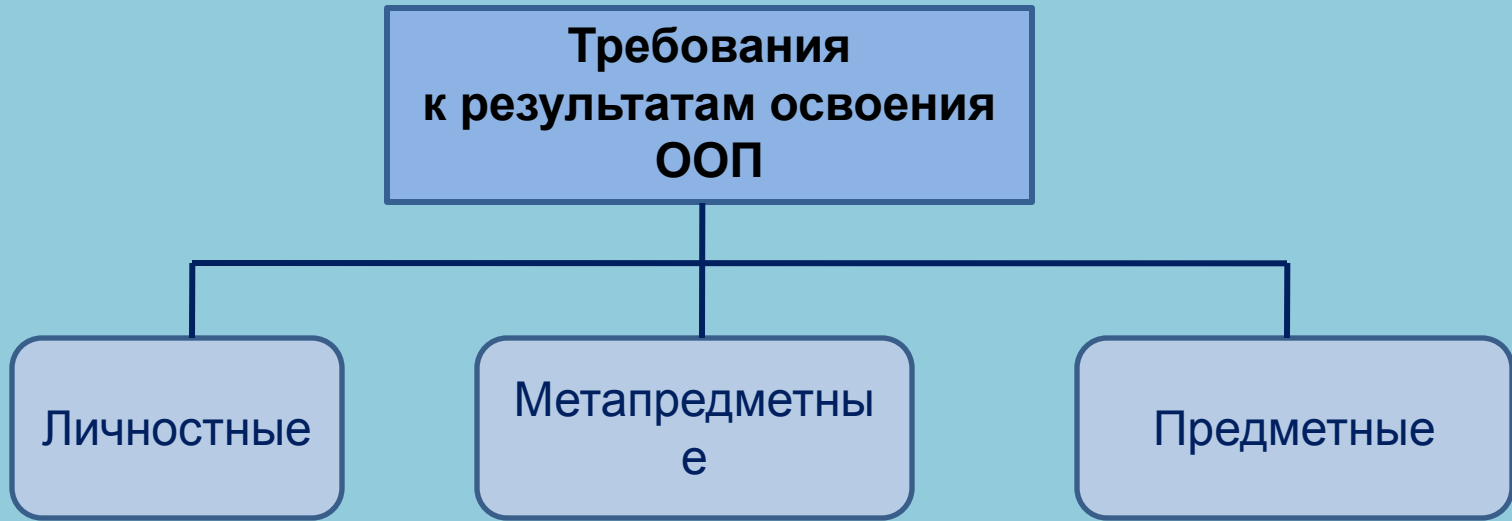 Требования
к результатам освоения
ООП
Личностные
Метапредметны
е
Предметные